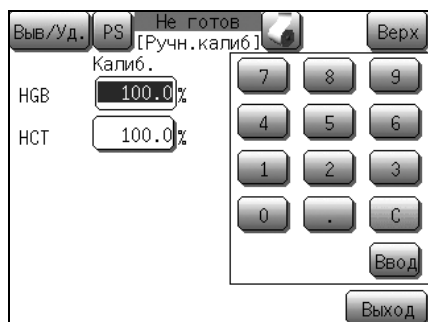 Выв/Уд. PS Не готов Верх
[Ручн.калиб]
Калиб.
HGB 100.0 %
HCT 100.0 %
7 8 9
4 5 6
1 2 3
0 . C
Ввод
Выход